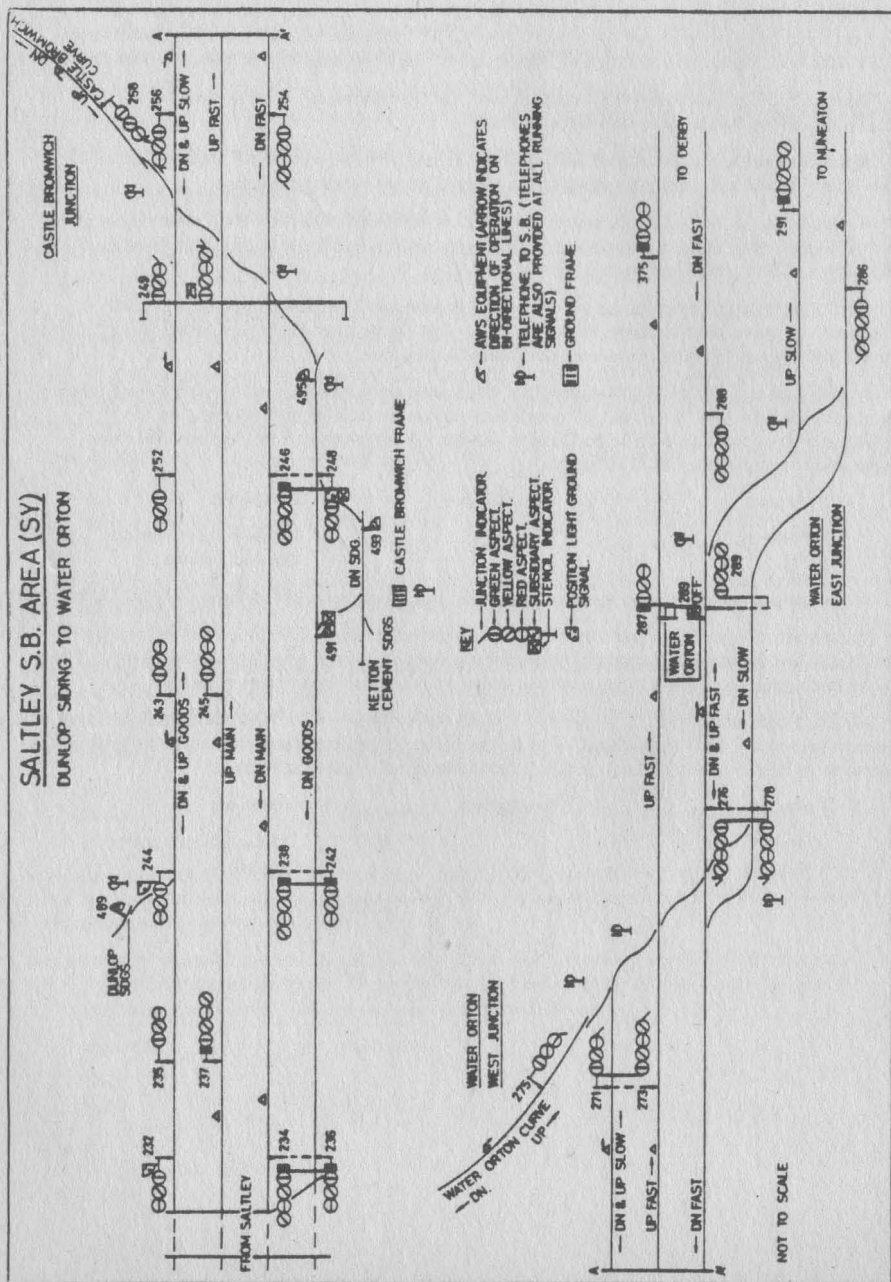 SALTLEY S.B. AREA (SY)
DUNLOP SIDING TO WATER ORTON
CASTLE BROMWICH
JUNCTION
UP
DN
CASTLE BROMWICH
CURVE
258
DUNLOP
SDGS
489
232
235
244
243
252
249
256
A
237
245
251
DN & UP GOODS
DN & UP SLOW
UP MAIN
UP FAST
DN MAIN
DN FAST
DN GOODS
A'
FROM SALTLEY
234
238
246
254
236
242
491
248
495
DN SDG.
493
KETTON
CEMENT SDGS.
CASTLE BROMWICH FRAME
KEY
JUNCTION INDICATOR.
GREEN ASPECT.
YELLOW ASPECT.
RED ASPECT.
SUBSIDIARY ASPECT.
STENCIL INDICATOR.
POSITION LIGHT GROUND
SIGNAL.
AWS EQUIPMENT (ARROW INDICATES
DIRECTION OF OPERATION ON
BI-DIRECTIONAL LINES)
TELEPHONE TO S.B. (TELEPHONES
ARE ALSO PROVIDED AT ALL RUNNING
SIGNALS)
GROUND FRAME
WATER ORTON
WEST JUNCTION
WATER ORTON CURVE
UP
DN.
275
271
273
287
289
"OFF"
WATER
ORTON
375
A
DN & UP SLOW
UP FAST
UP FAST
TO DERBY
DN FAST
DN & UP FAST
DN FAST
A'
276
289
288
DN SLOW
278
UP SLOW
291
286
TO NUNEATON
WATER ORTON
EAST JUNCTION
NOT TO SCALE